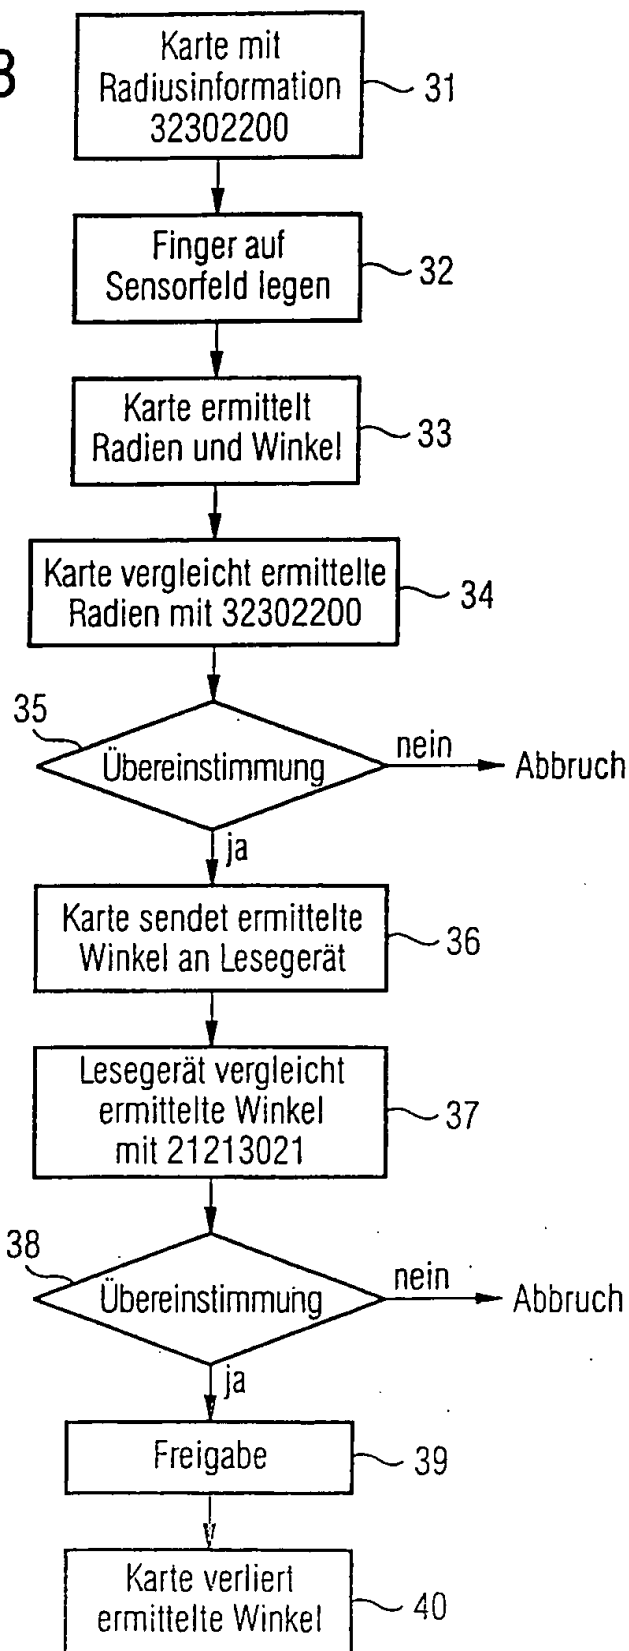 3
Karte mit
Radiusinformation
32302200
31
Finger auf
Sensorfeld legen
32
Karte ermittelt
Radien und Winkel
33
Karte vergleicht ermittelte
Radien mit 32302200
34
35
Übereinstimmung
nein
Abbruch
ja
Karte sendet ermittelte
Winkel an Lesegerät
36
Lesegerät vergleicht
ermittelte Winkel
mit 21213021
37
38
Übereinstimmung
nein
Abbruch
ja
Freigabe
39
Karte verliert
ermittelte Winkel
40